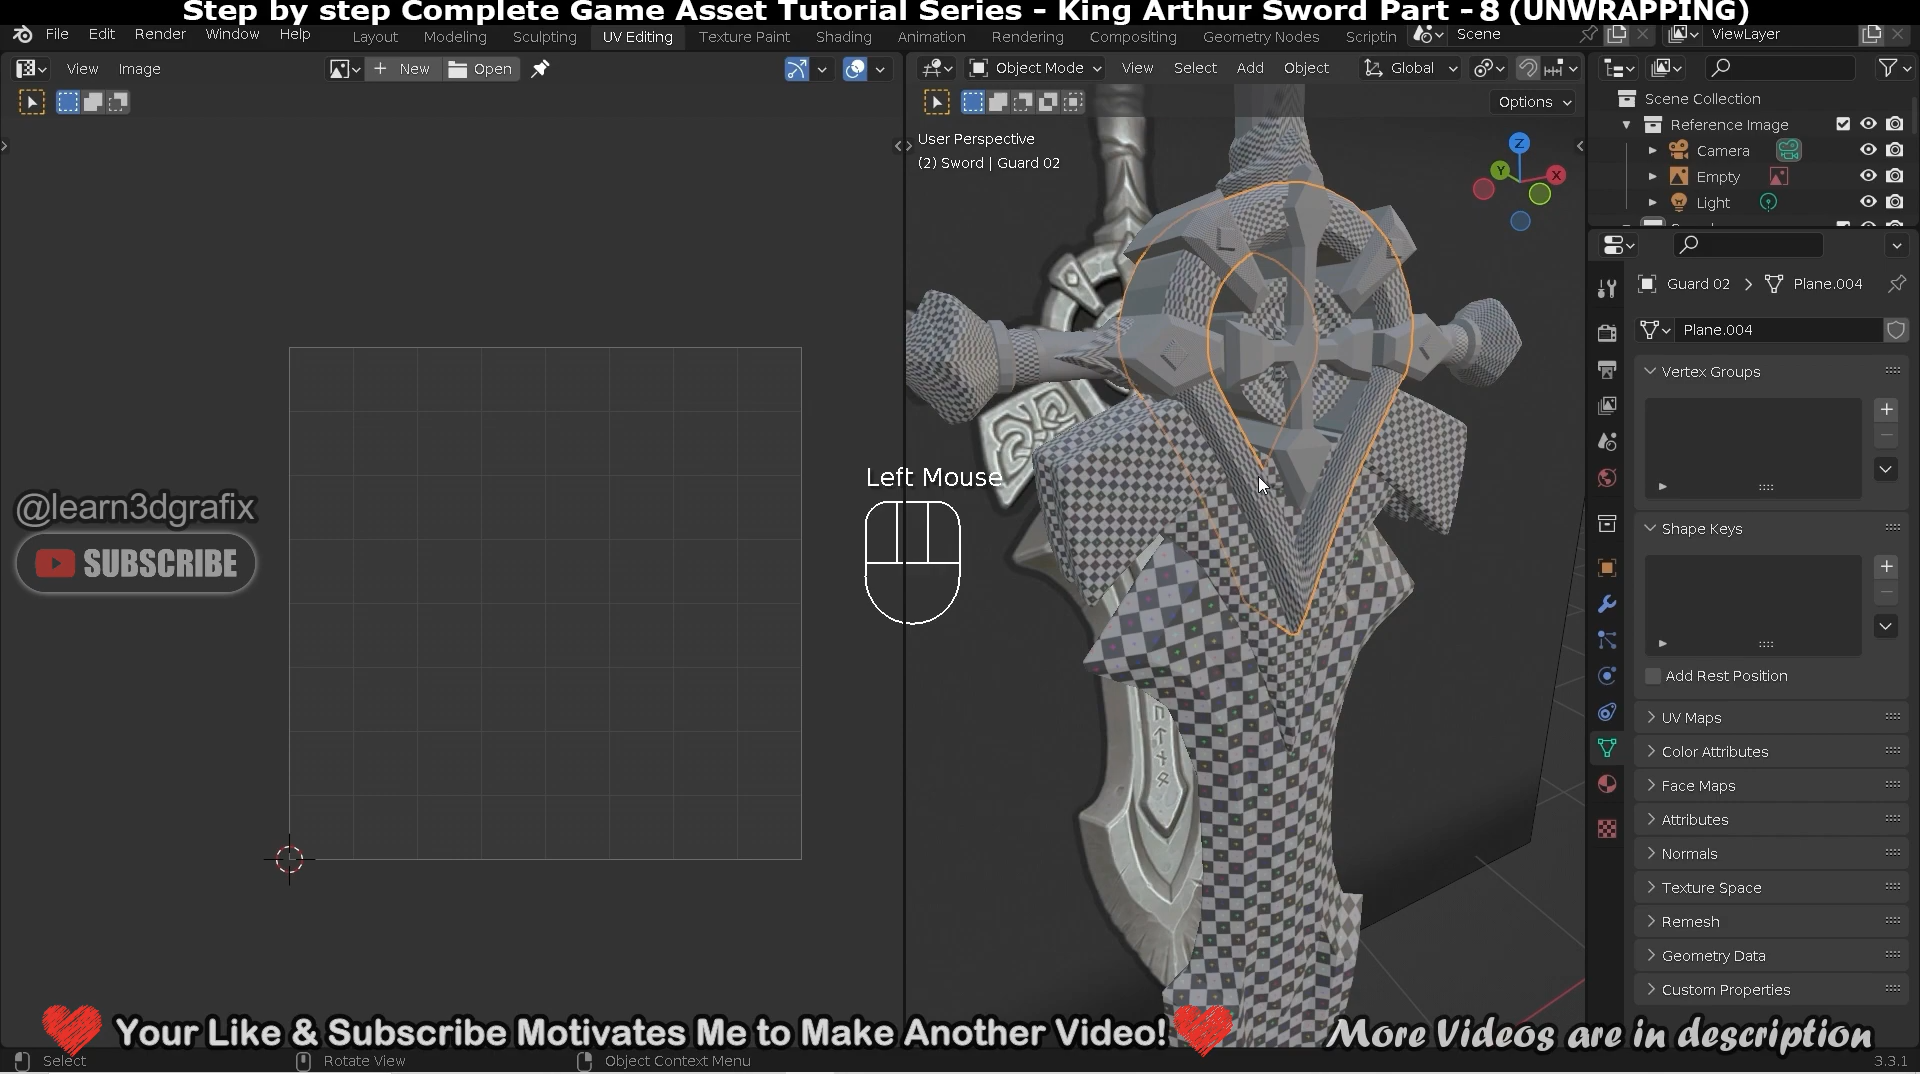 Step by step Complete Game Asset Tutorial Series - King Arthur Sword Part - 8 (UNWRAPPING)
File Edit Render Window Help Layout Modeling Sculpting UV Editing Texture Paint Shading Animation Rendering Compositing Geometry Nodes Scriptin Scene ViewLayer
View Image New Open Object Mode View Select Add Object Global
Options
Scene Collection
Reference Image
Camera
Empty
Light
User Perspective
(2) Sword | Guard 02
Z
Y
X
Guard 02 Plane.004
Plane.004
Vertex Groups
Shape Keys
Add Rest Position
UV Maps
Color Attributes
Face Maps
Attributes
Normals
Texture Space
Remesh
Geometry Data
Custom Properties
Left Mouse
@learn3dgrafix
SUBSCRIBE
Your Like & Subscribe Motivates Me to Make Another Video!
More Videos are in description
Select Rotate View Object Context Menu 3.3.1